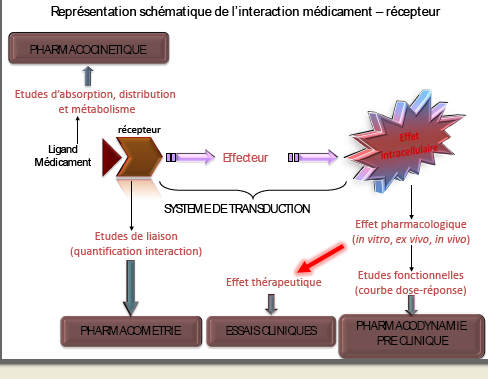 Représentation schématique de l'interaction médicament – récepteur
PHARMACOCINETIQUE
Etudes d'absorption, distribution
et métabolisme
récepteur
Ligand
Médicament
Effecteur
Effet
intracellulaire
SYSTEME DE TRANSDUCTION
Etudes de liaison
(quantification interaction)
Effet pharmacologique
(in vitro, ex vivo, in vivo)
Effet thérapeutique
Etudes fonctionnelles
(courbe dose-réponse)
PHARMACOMETRIE
ESSAIS CLINIQUES
PHARMACODYNAMIE
PRE CLINIQUE